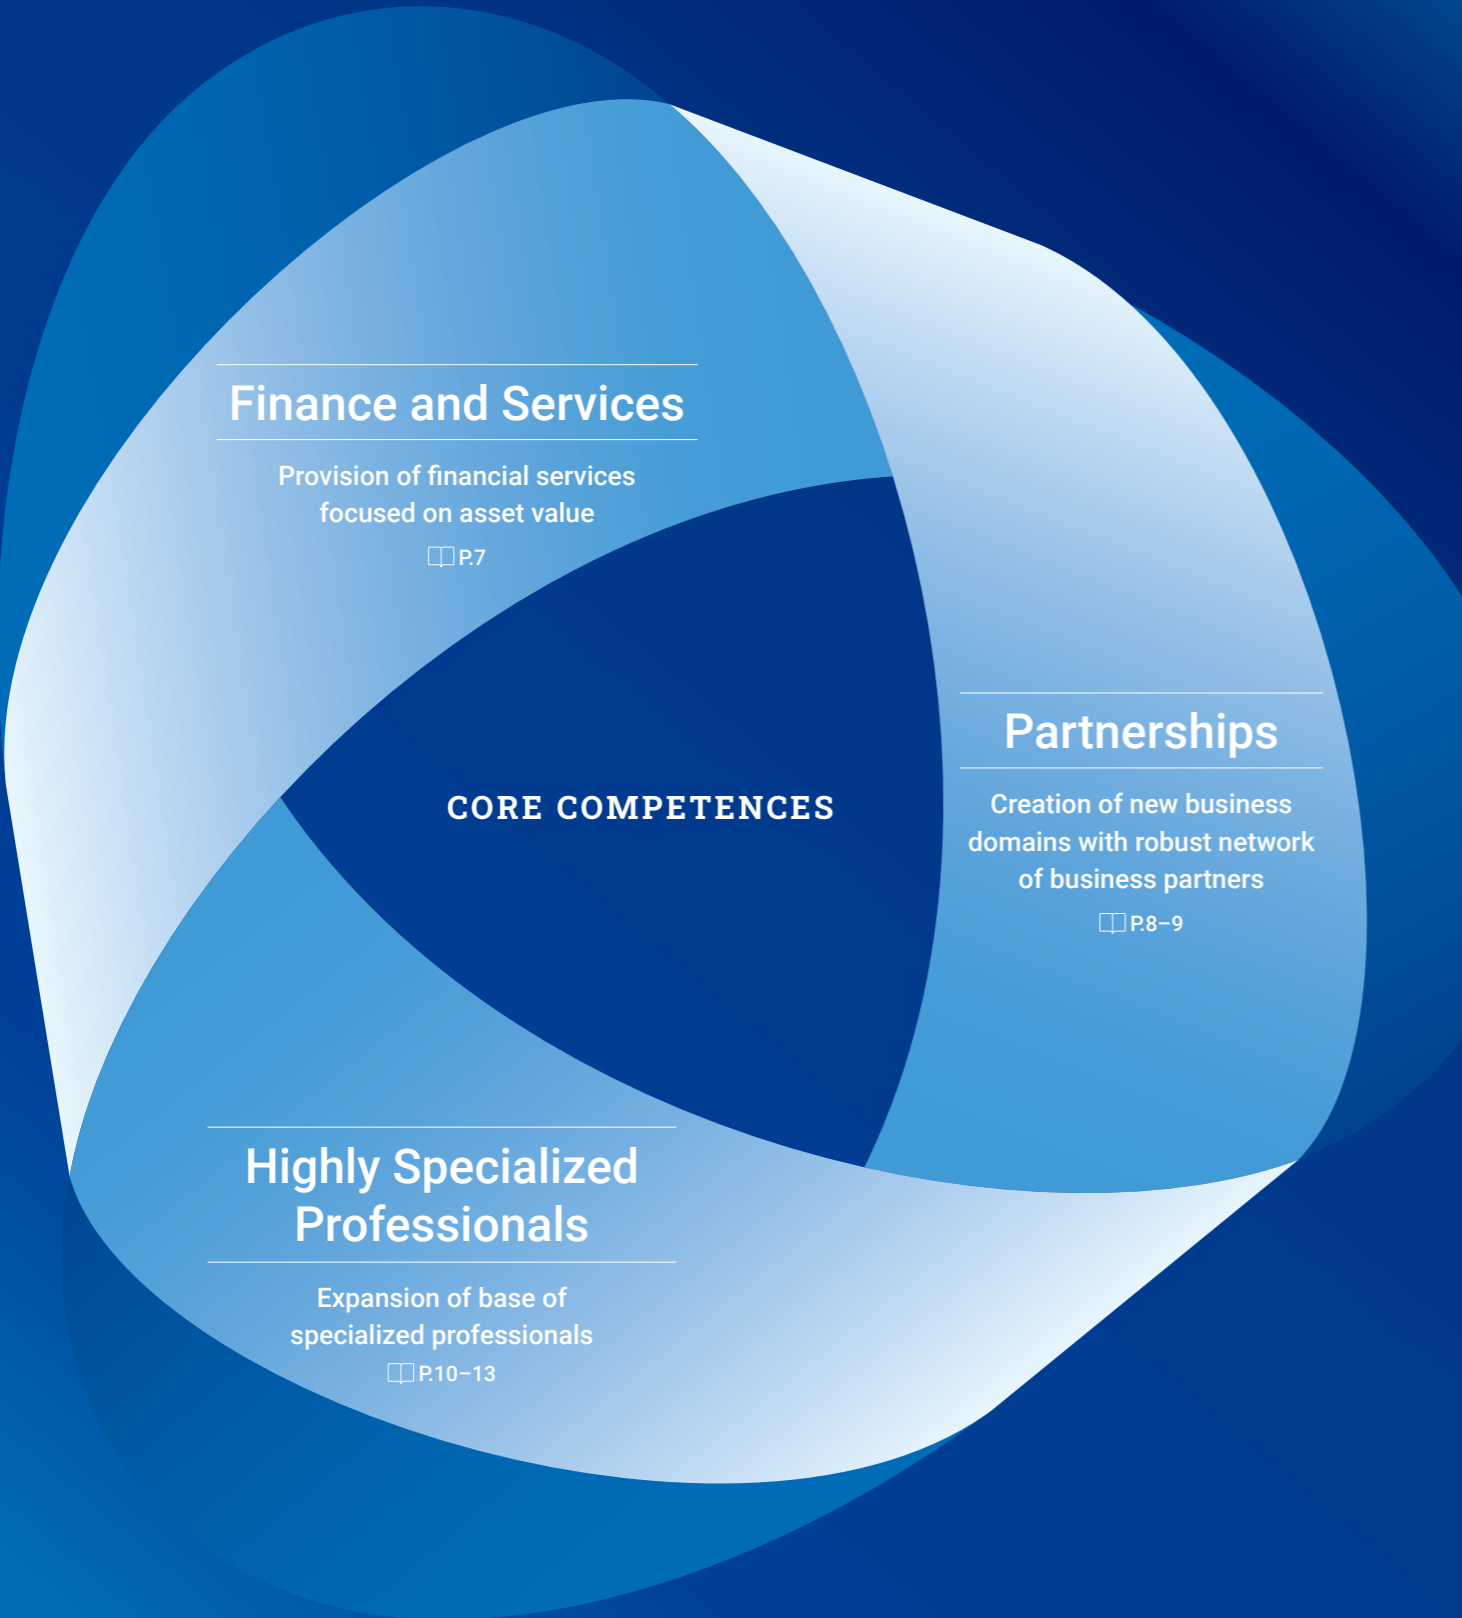 Finance and Services
Provision of financial services
focused on asset value
P.7
Partnerships
Creation of new business
domains with robust network
of business partners
P.8–9
CORE COMPETENCES
Highly Specialized
Professionals
Expansion of base of
specialized professionals
P.10–13